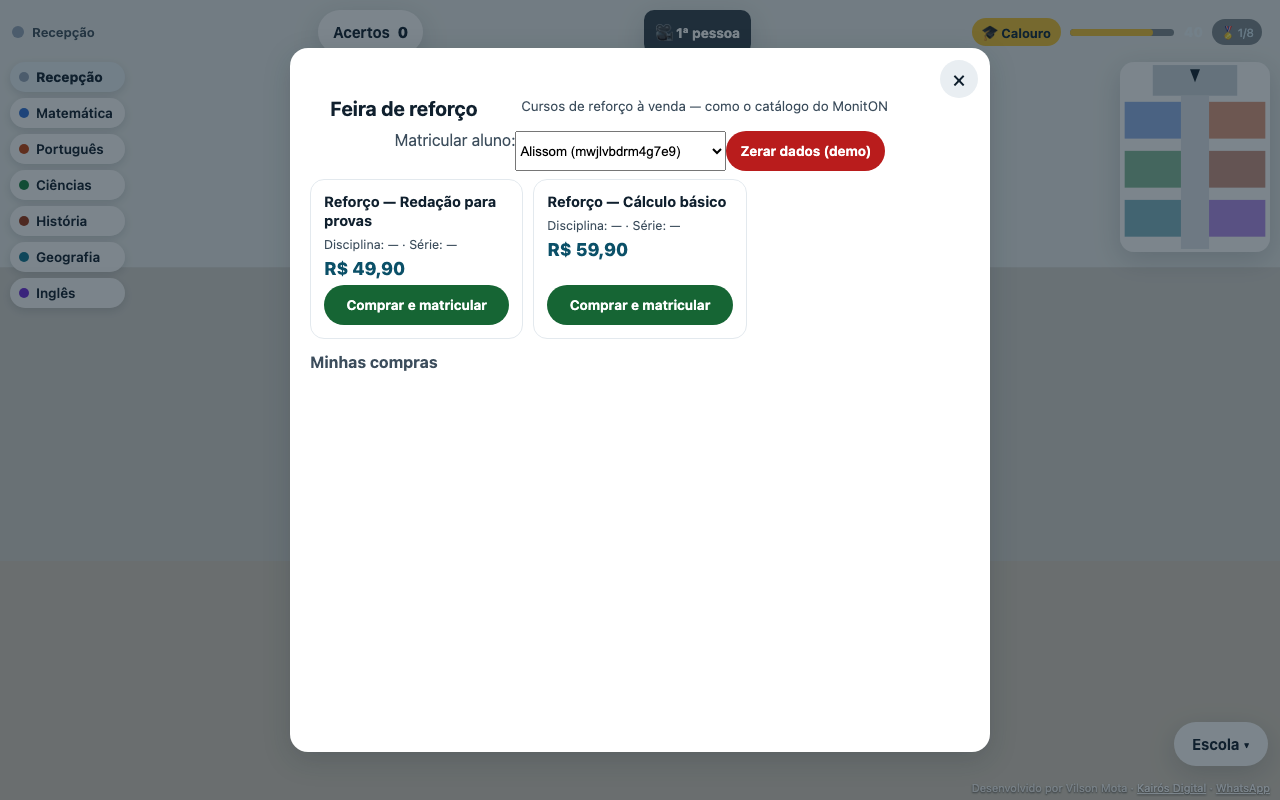 Recepção
Acertos 0
1ª pessoa
Calouro
1/8
Recepção
Matemática
Português
Ciências
História
Geografia
Inglês
×
Feira de reforço
Cursos de reforço à venda — como o catálogo do MonitON
Matricular aluno:
Alissom (mwjlvbdrm4g7e9)
Zerar dados (demo)
Reforço — Redação para
provas
Disciplina: — · Série: —
R$ 49,90
Comprar e matricular
Reforço — Cálculo básico
Disciplina: — · Série: —
R$ 59,90
Comprar e matricular
Minhas compras
Escola ▾
Desenvolvido por Vilson Mota · Kairós Digital · WhatsApp